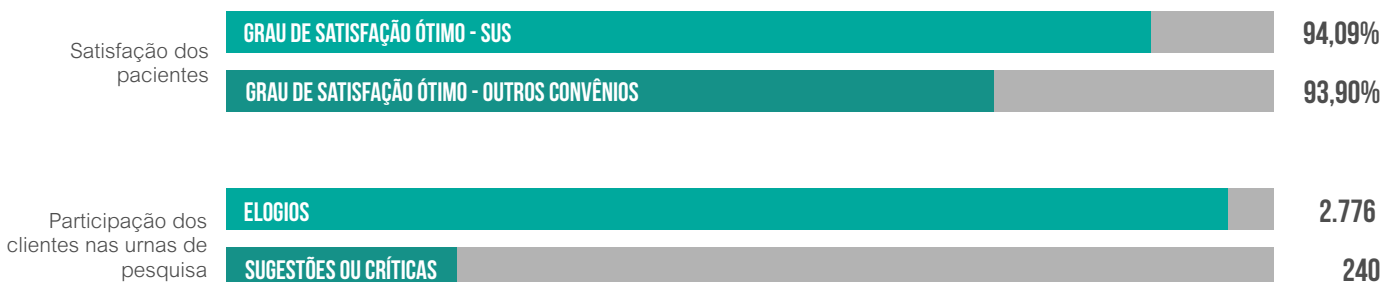 Satisfação dos
pacientes
GRAU DE SATISFAÇÃO ÓTIMO - SUS
94,09%
GRAU DE SATISFAÇÃO ÓTIMO - OUTROS CONVÊNIOS
93,90%
Participação dos
clientes nas urnas de
pesquisa
ELOGIOS
2.776
SUGESTÕES OU CRÍTICAS
240